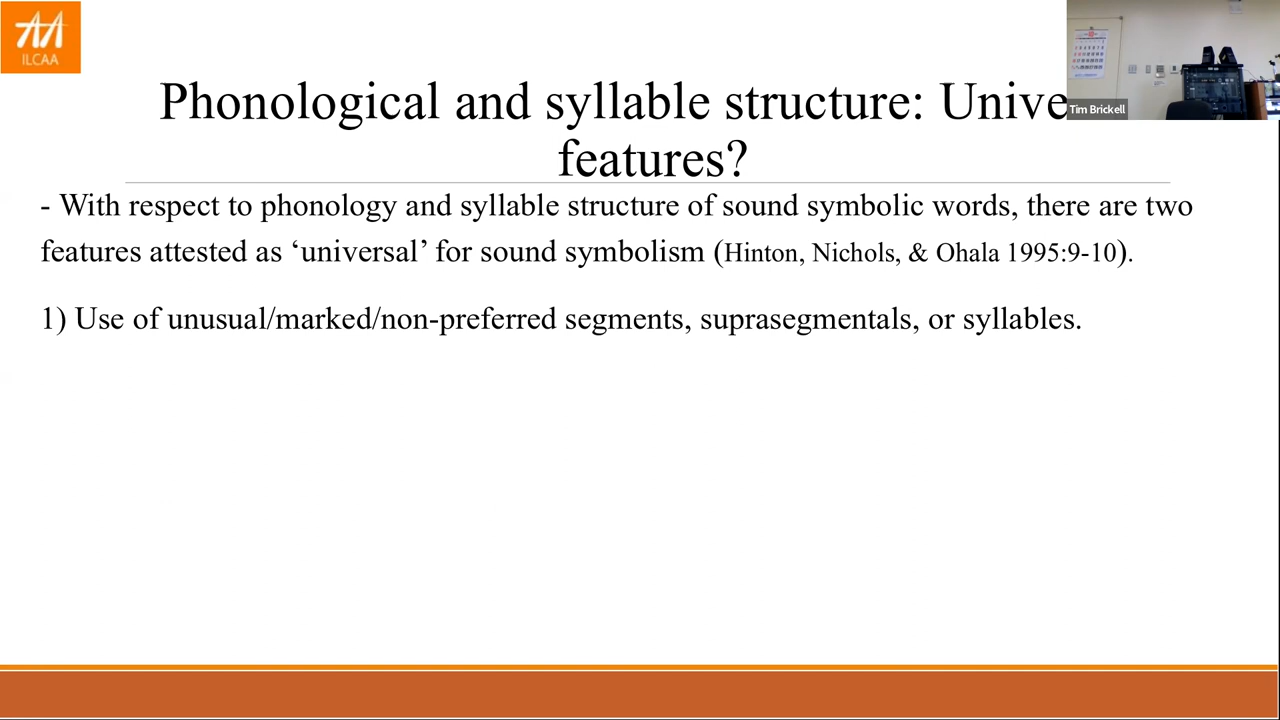 ILCAA
Phonological and syllable structure: Unive
features?
Tim Brickell
- With respect to phonology and syllable structure of sound symbolic words, there are two
features attested as ‘universal’ for sound symbolism (Hinton, Nichols, & Ohala 1995:9-10).
1) Use of unusual/marked/non-preferred segments, suprasegmentals, or syllables.